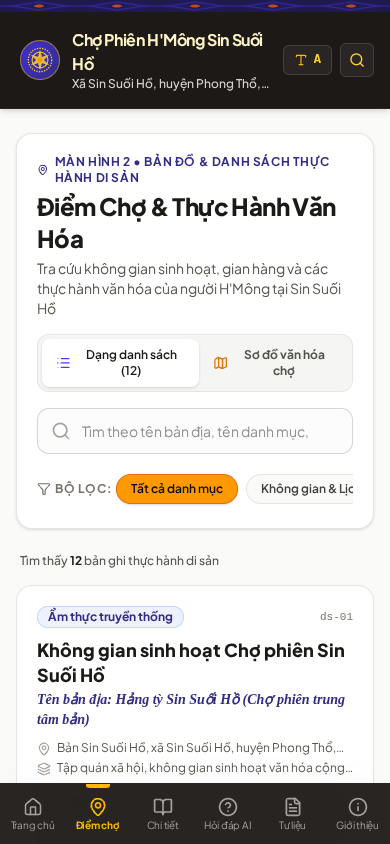 Chợ Phiên H'Mông Sin Suối
Hồ
Xã Sin Suối Hồ, huyện Phong Thổ,...
A
MÀN HÌNH 2 • BẢN ĐỒ & DANH SÁCH THỰC
HÀNH DI SẢN
Điểm Chợ & Thực Hành Văn
Hóa
Tra cứu không gian sinh hoạt, gian hàng và các
thực hành văn hóa của người H'Mông tại Sin Suối
Hồ
Dạng danh sách
(12)
Sơ đồ văn hóa
chợ
Tìm theo tên bản địa, tên danh mục,
BỘ LỌC:
Tất cả danh mục
Không gian & Lịc
Tìm thấy 12 bản ghi thực hành di sản
Ẩm thực truyền thống
ds-01
Không gian sinh hoạt Chợ phiên Sin
Suối Hồ
Tên bản địa: Hảng tỷ Sin Suối Hồ (Chợ phiên trung
tâm bản)
Bản Sin Suối Hồ, xã Sin Suối Hồ, huyện Phong Thổ,...
Tập quán xã hội, không gian sinh hoạt văn hóa cộng...
Trang chủ
Điểm chợ
Chi tiết
Hỏi đáp AI
Tư liệu
Giới thiệu